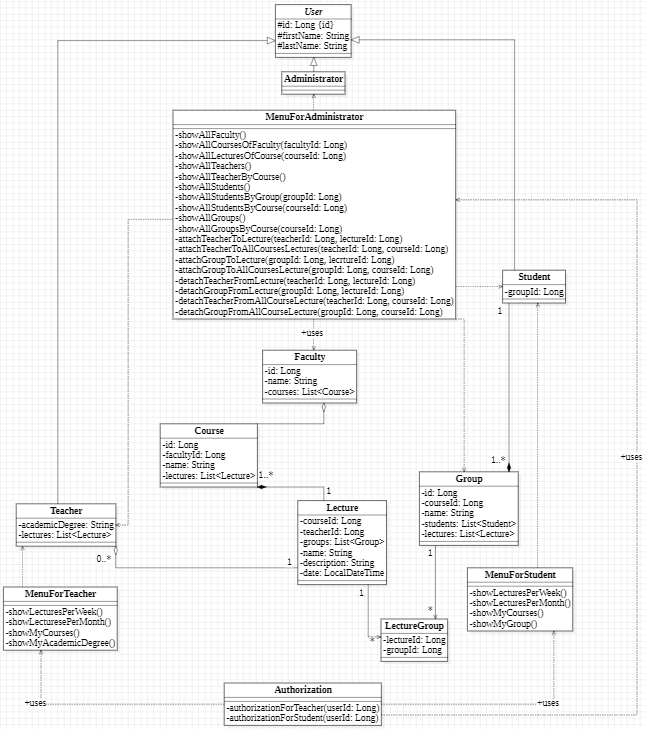 User
#id: Long {id}
#firstName: String
#lastName: String
Administrator
MenuForAdministrator
-showAllFaculty()
-showAllCoursesOfFaculty(facultyId: Long)
-showAllLecturesOfCourse(courseId: Long)
-showAllTeachers()
-showAllTeacherByCourse()
-showAllStudents()
-showAllStudentsByGroup(groupId: Long)
-showAllStudentsByCourse(courseId: Long)
-showAllGroups()
-showAllGroupsByCourse(courseId: Long)
-attachTeacherToLecture(teacherId: Long, lectureId: Long)
-attachTeacherToAllCoursesLectures(teacherId: Long, courseId: Long)
-attachGroupToLecture(groupId: Long, lecrtureId: Long)
-attachGroupToAllCoursesLecture(groupId: Long, courseId: Long)
-detachTeacherFromLecture(teacherId: Long, lectureId: Long)
-detachGroupFromLecture(groupId: Long, lectureId: Long)
-detachTeacherFromAllCourseLecture(teacherId: Long, courseId: Long)
-detachGroupFromAllCourseLecture(groupId: Long, courseId: Long)
Student
-groupId: Long
1
+uses
Faculty
-id: Long
-name: String
-courses: List<Course>
Course
-id: Long
-facultyId: Long
-name: String
-lectures: List<Lecture>
1..*
1
1..*
+uses
Group
-id: Long
-courseId: Long
-name: String
-students: List<Student>
-lectures: List<Lecture>
1
Teacher
-academicDegree: String
-lectures: List<Lecture>
0..*
1
Lecture
-courseId: Long
-teacherId: Long
-groups: List<Group>
-name: String
-description: String
-date: LocalDateTime
1
MenuForTeacher
-showLecturesPerWeek()
-showLecturesePerMonth()
-showMyCourses()
-showMyAcademicDegree()
MenuForStudent
-showLecturesPerWeek()
-showLecturesPerMonth()
-showMyCourses()
-showMyGroup()
*
*
LectureGroup
-lectureId: Long
-groupId: Long
Authorization
-authorizationForTeacher(userId: Long)
-authorizationForStudent(userId: Long)
+uses
+uses